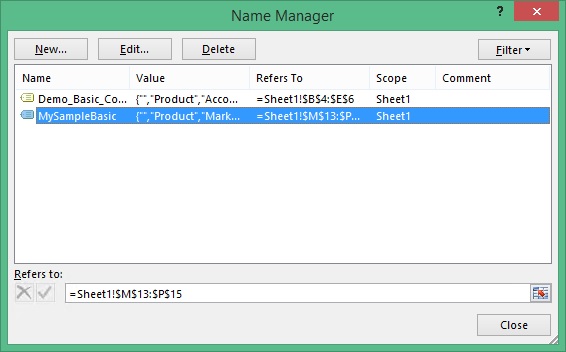 Name Manager
?
New... Edit... Delete Filter
Name Value Refers To Scope Comment
Demo_Basic_Co... {"","Product","Acco... =Sheet1!$B$4:$E$6 Sheet1
MySampleBasic {"","Product","Mark... =Sheet1!$M$13:$P... Sheet1
Refers to:
=Sheet1!$M$13:$P$15
Close